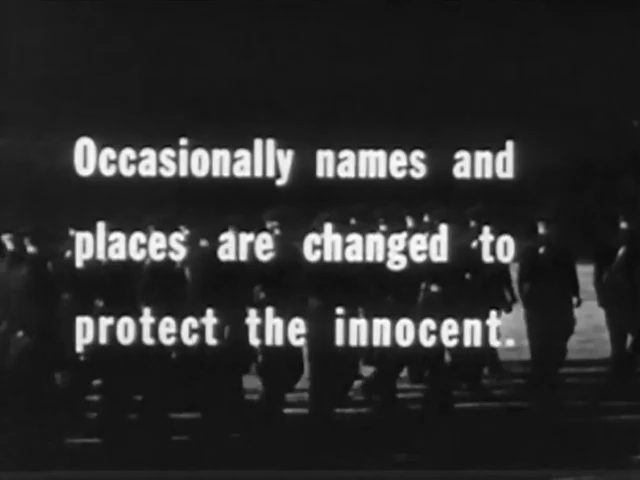 Occasionally names and
places are changed to
protect the innocent.